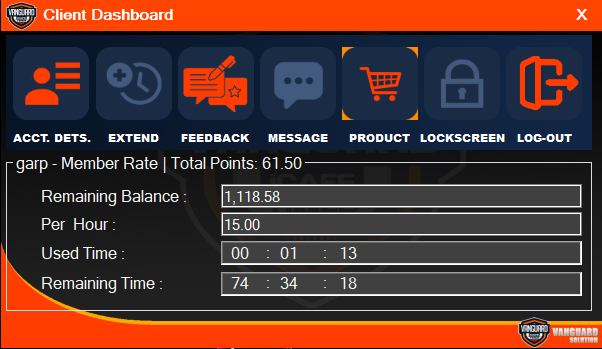 VANGUARD Client Dashboard X
ACCT. DETS. EXTEND FEEDBACK MESSAGE PRODUCT LOCKSCREEN LOG-OUT
garp - Member Rate | Total Points: 61.50
Remaining Balance : 1,118.58
Per Hour : 15.00
Used Time : 00 : 01 : 13
Remaining Time : 74 : 34 : 18
VANGUARD VANGUARD
SOLUTION